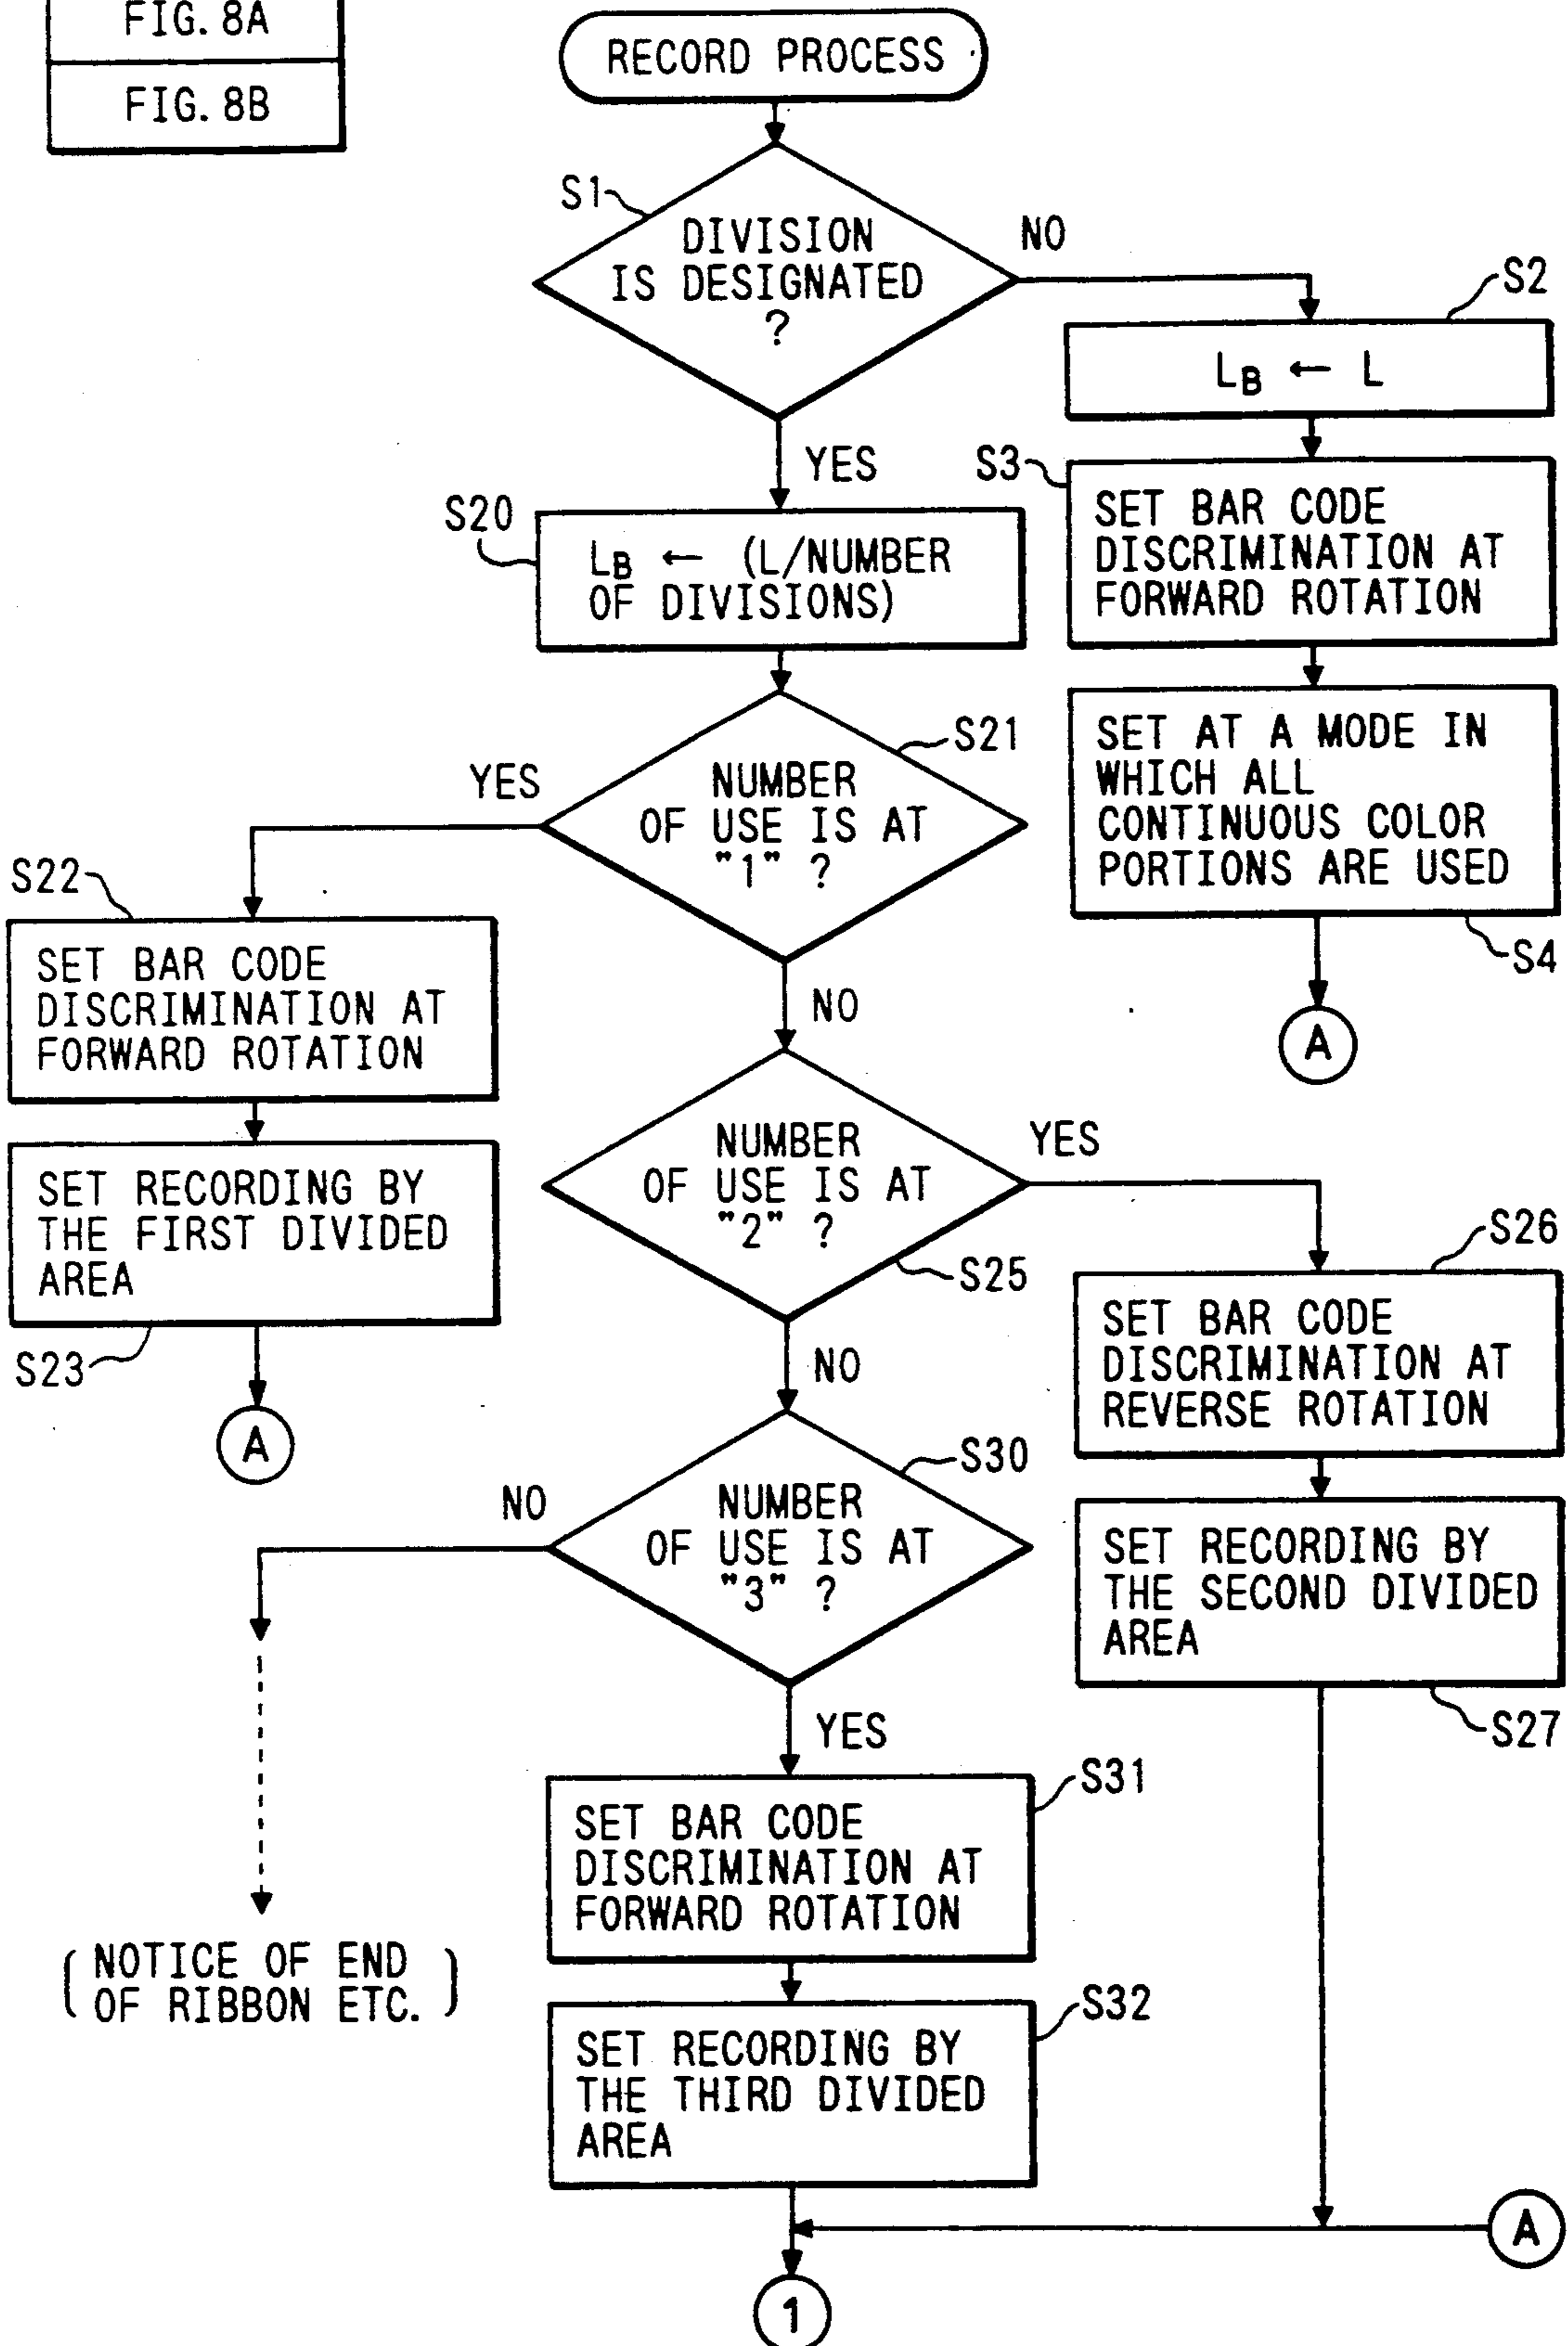 FIG. 8A
FIG. 8B
RECORD PROCESS
S1
DIVISION
IS DESIGNATED
?
NO
YES
S2
LB ← L
S3
SET BAR CODE
DISCRIMINATION AT
FORWARD ROTATION
SET AT A MODE IN
WHICH ALL
CONTINUOUS COLOR
PORTIONS ARE USED
S4
A
S20
LB ← (L/NUMBER
OF DIVISIONS)
S21
NUMBER
OF USE IS AT
"1" ?
YES
NO
S22
SET BAR CODE
DISCRIMINATION AT
FORWARD ROTATION
SET RECORDING BY
THE FIRST DIVIDED
AREA
S23
A
NUMBER
OF USE IS AT
"2" ?
S25
YES
NO
S26
SET BAR CODE
DISCRIMINATION AT
REVERSE ROTATION
SET RECORDING BY
THE SECOND DIVIDED
AREA
S27
S30
NUMBER
OF USE IS AT
"3" ?
NO
YES
(NOTICE OF END
OF RIBBON ETC.)
S31
SET BAR CODE
DISCRIMINATION AT
FORWARD ROTATION
S32
SET RECORDING BY
THE THIRD DIVIDED
AREA
A
1